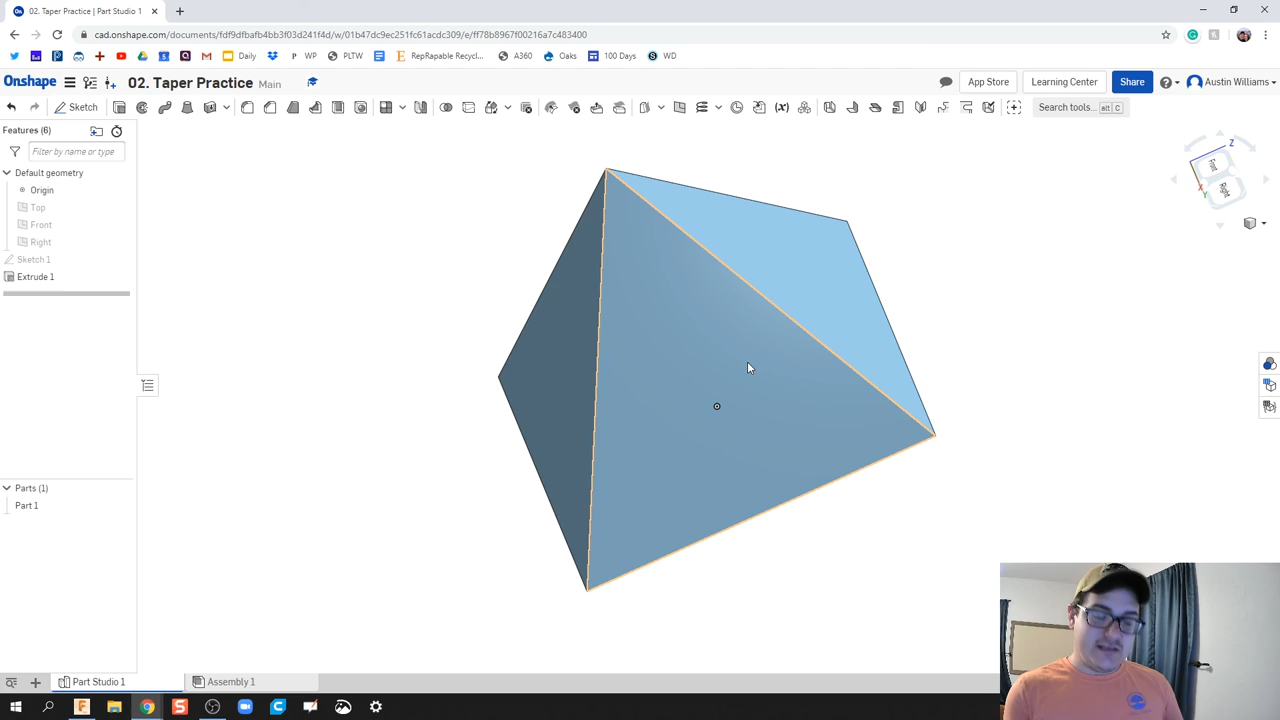 Onshape
02. Taper Practice | Part Studio 1
cad.onshape.com/documents/fdf9dfbafb4bb3f03d241f4d/w/01b47dc9ec251fc61acdc309/e/ff78b8967f00216a7c483400
Daily
WP
PLTW
RepRapable Recycl...
A360
Oaks
100 Days
WD
Onshape
02. Taper Practice
Main
App Store
Learning Center
Share
Austin Williams
Sketch
Search tools...
alt
C
Features (6)
Filter by name or type
Default geometry
Origin
Top
Front
Right
Sketch 1
Extrude 1
Parts (1)
Part 1
Z
Front
Right
X
Y
Part Studio 1
Assembly 1